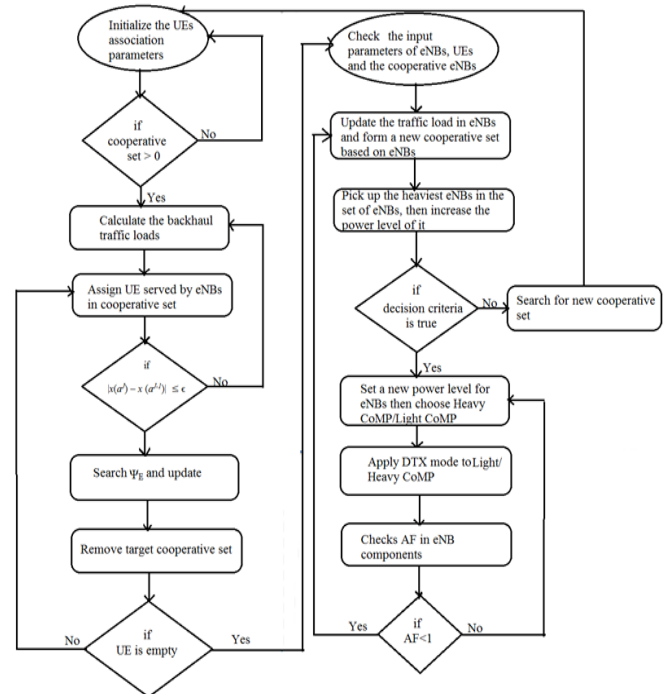 Initialize the UEs
association
parameters
if
cooperative
set > 0
No
Yes
Calculate the backhaul
traffic loads
Assign UE served by eNBs
in cooperative set
if
|x(αᵗ) – x (αᵗ⁻¹)| ≤ ϵ
No
Search Ψ_E and update
Remove target cooperative set
if
UE is empty
No
Yes
Check the input
parameters of eNBs, UEs
and the cooperative eNBs
Update the traffic load in eNBs
and form a new cooperative set
based on eNBs
Pick up the heaviest eNBs in the
set of eNBs, then increase the
power level of it
if
decision criteria
is true
No
Search for new cooperative
set
Yes
Set a new power level for
eNBs then choose Heavy
CoMP/Light CoMP
Apply DTX mode to Light/
Heavy CoMP
Checks AF in eNB
components
if
AF<1
Yes
No